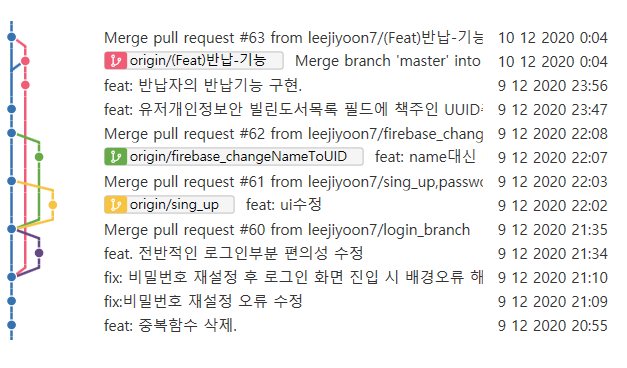 Merge pull request #63 from leejiyoon7/(Feat)반납-기능 10 12 2020 0:04
origin/(Feat)반납-기능 Merge branch 'master' into 10 12 2020 0:04
feat: 반납자의 반납기능 구현. 9 12 2020 23:56
feat: 유저개인정보안 빌린도서목록 필드에 책주인 UUID 9 12 2020 23:47
Merge pull request #62 from leejiyoon7/firebase_chang 9 12 2020 22:08
origin/firebase_changeNameToUID feat: name대신 9 12 2020 22:07
Merge pull request #61 from leejiyoon7/sing_up,passwo 9 12 2020 22:03
origin/sing_up feat: ui수정 9 12 2020 22:02
Merge pull request #60 from leejiyoon7/login_branch 9 12 2020 21:35
feat. 전반적인 로그인부분 편의성 수정 9 12 2020 21:34
fix: 비밀번호 재설정 후 로그인 화면 진입 시 배경오류 해 9 12 2020 21:10
fix:비밀번호 재설정 오류 수정 9 12 2020 21:09
feat: 중복함수 삭제. 9 12 2020 20:55